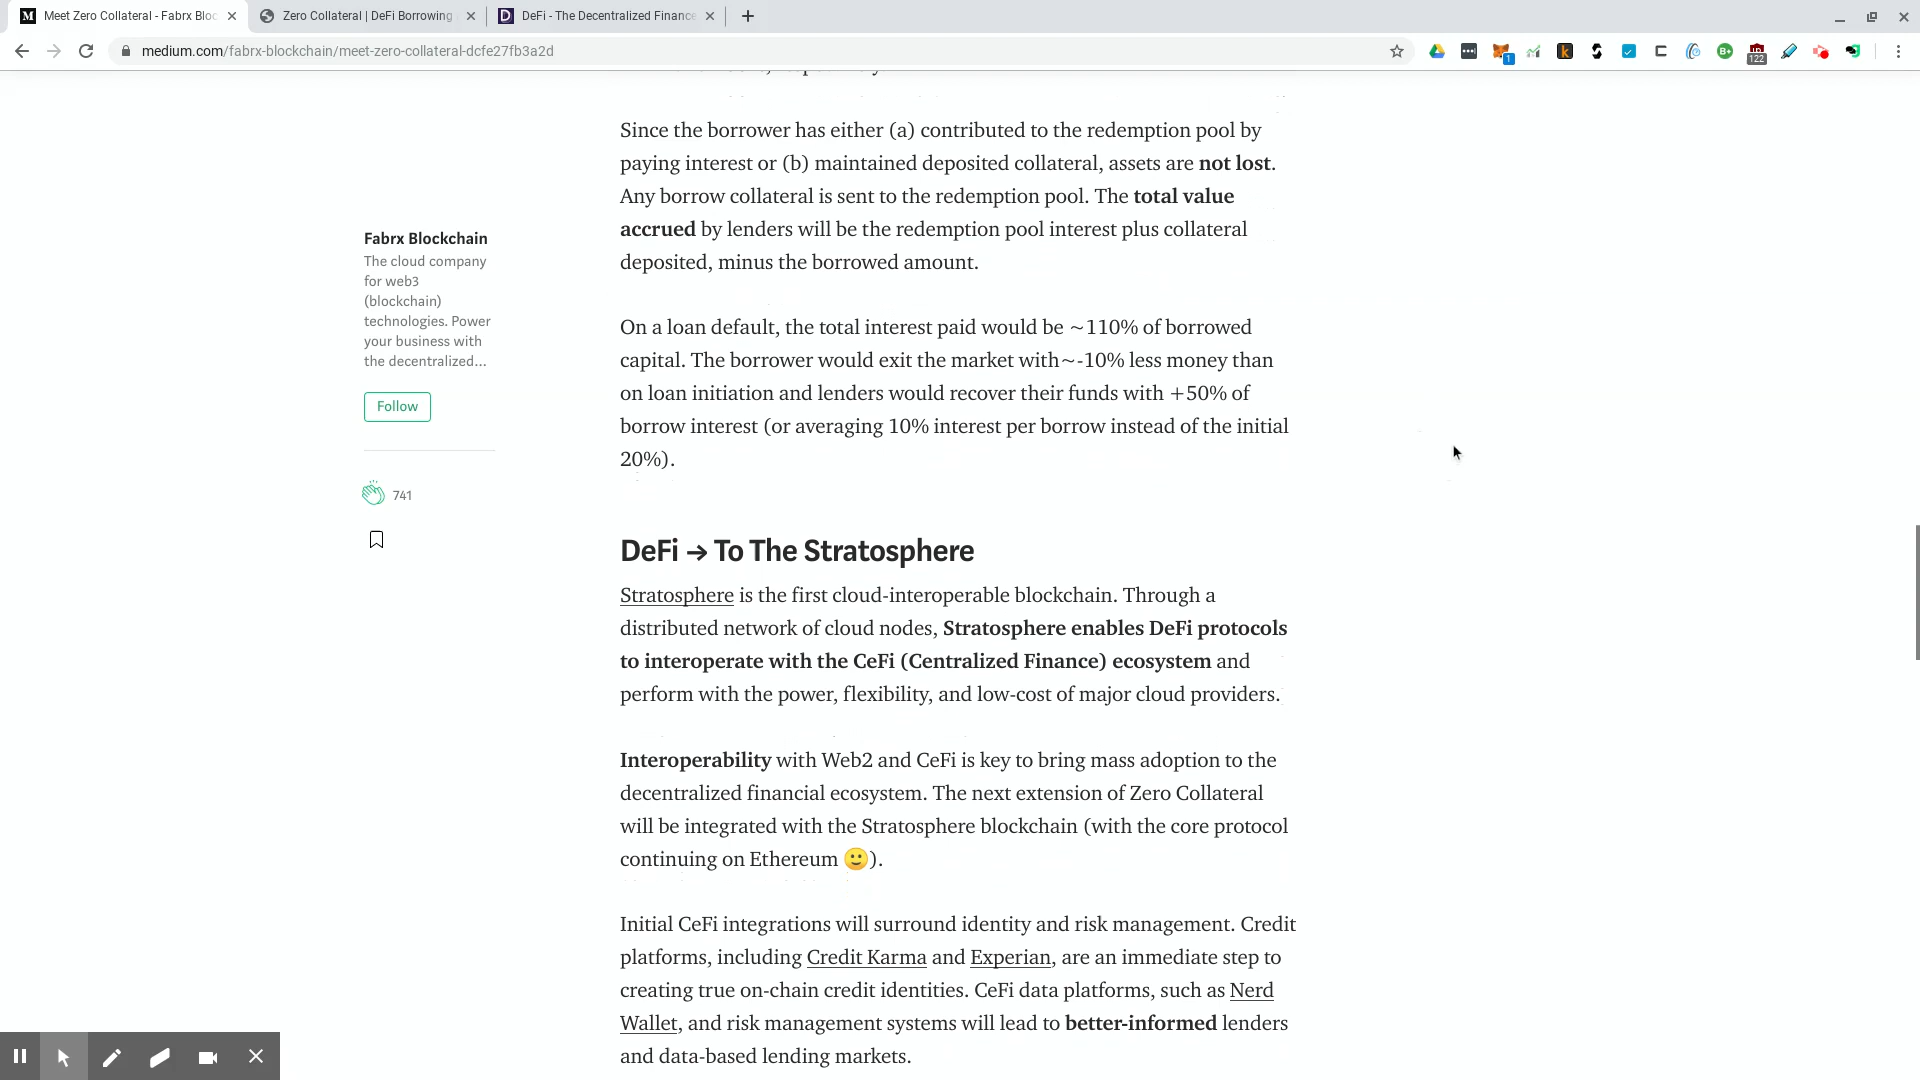 Meet Zero Collateral - Fabrx Bloc
Zero Collateral | DeFi Borrowing
DeFi - The Decentralized Finance
medium.com/fabrx-blockchain/meet-zero-collateral-dcfe27fb3a2d
1
122
Since the borrower has either (a) contributed to the redemption pool by
paying interest or (b) maintained deposited collateral, assets are not lost.
Any borrow collateral is sent to the redemption pool. The total value
accrued by lenders will be the redemption pool interest plus collateral
deposited, minus the borrowed amount.
Fabrx Blockchain
The cloud company
for web3
(blockchain)
technologies. Power
your business with
the decentralized...
Follow
741
On a loan default, the total interest paid would be ~110% of borrowed
capital. The borrower would exit the market with~-10% less money than
on loan initiation and lenders would recover their funds with +50% of
borrow interest (or averaging 10% interest per borrow instead of the initial
20%).
DeFi → To The Stratosphere
Stratosphere is the first cloud-interoperable blockchain. Through a
distributed network of cloud nodes, Stratosphere enables DeFi protocols
to interoperate with the CeFi (Centralized Finance) ecosystem and
perform with the power, flexibility, and low-cost of major cloud providers.
Interoperability with Web2 and CeFi is key to bring mass adoption to the
decentralized financial ecosystem. The next extension of Zero Collateral
will be integrated with the Stratosphere blockchain (with the core protocol
continuing on Ethereum 🙂).
Initial CeFi integrations will surround identity and risk management. Credit
platforms, including Credit Karma and Experian, are an immediate step to
creating true on-chain credit identities. CeFi data platforms, such as Nerd
Wallet, and risk management systems will lead to better-informed lenders
and data-based lending markets.